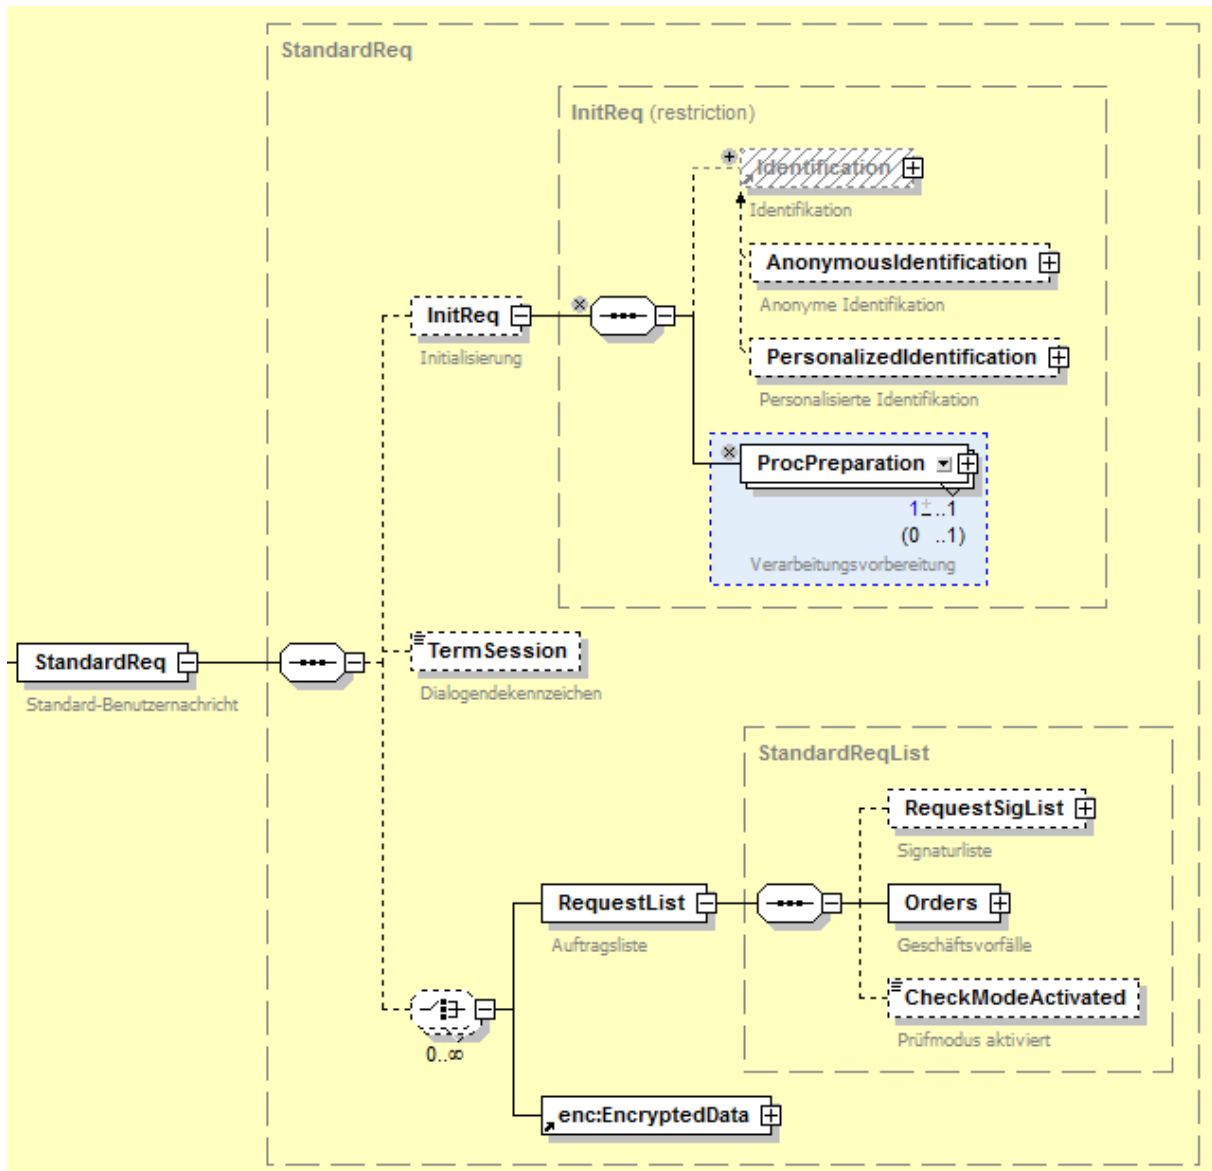 StandardReq
InitReq (restriction)
Identification
Identifikation
AnonymousIdentification
Anonyme Identifikation
InitReq
Initialisierung
PersonalizedIdentification
Personalisierte Identifikation
ProcPreparation
1±..1
(0 ..1)
Verarbeitungsvorbereitung
StandardReq
Standard-Benutzernachricht
TermSession
Dialogendekennzeichen
StandardReqList
RequestSigList
Signaturliste
RequestList
Auftragsliste
Orders
Geschäftsvorfälle
CheckModeActivated
Prüfmodus aktiviert
0..∞
enc:EncryptedData